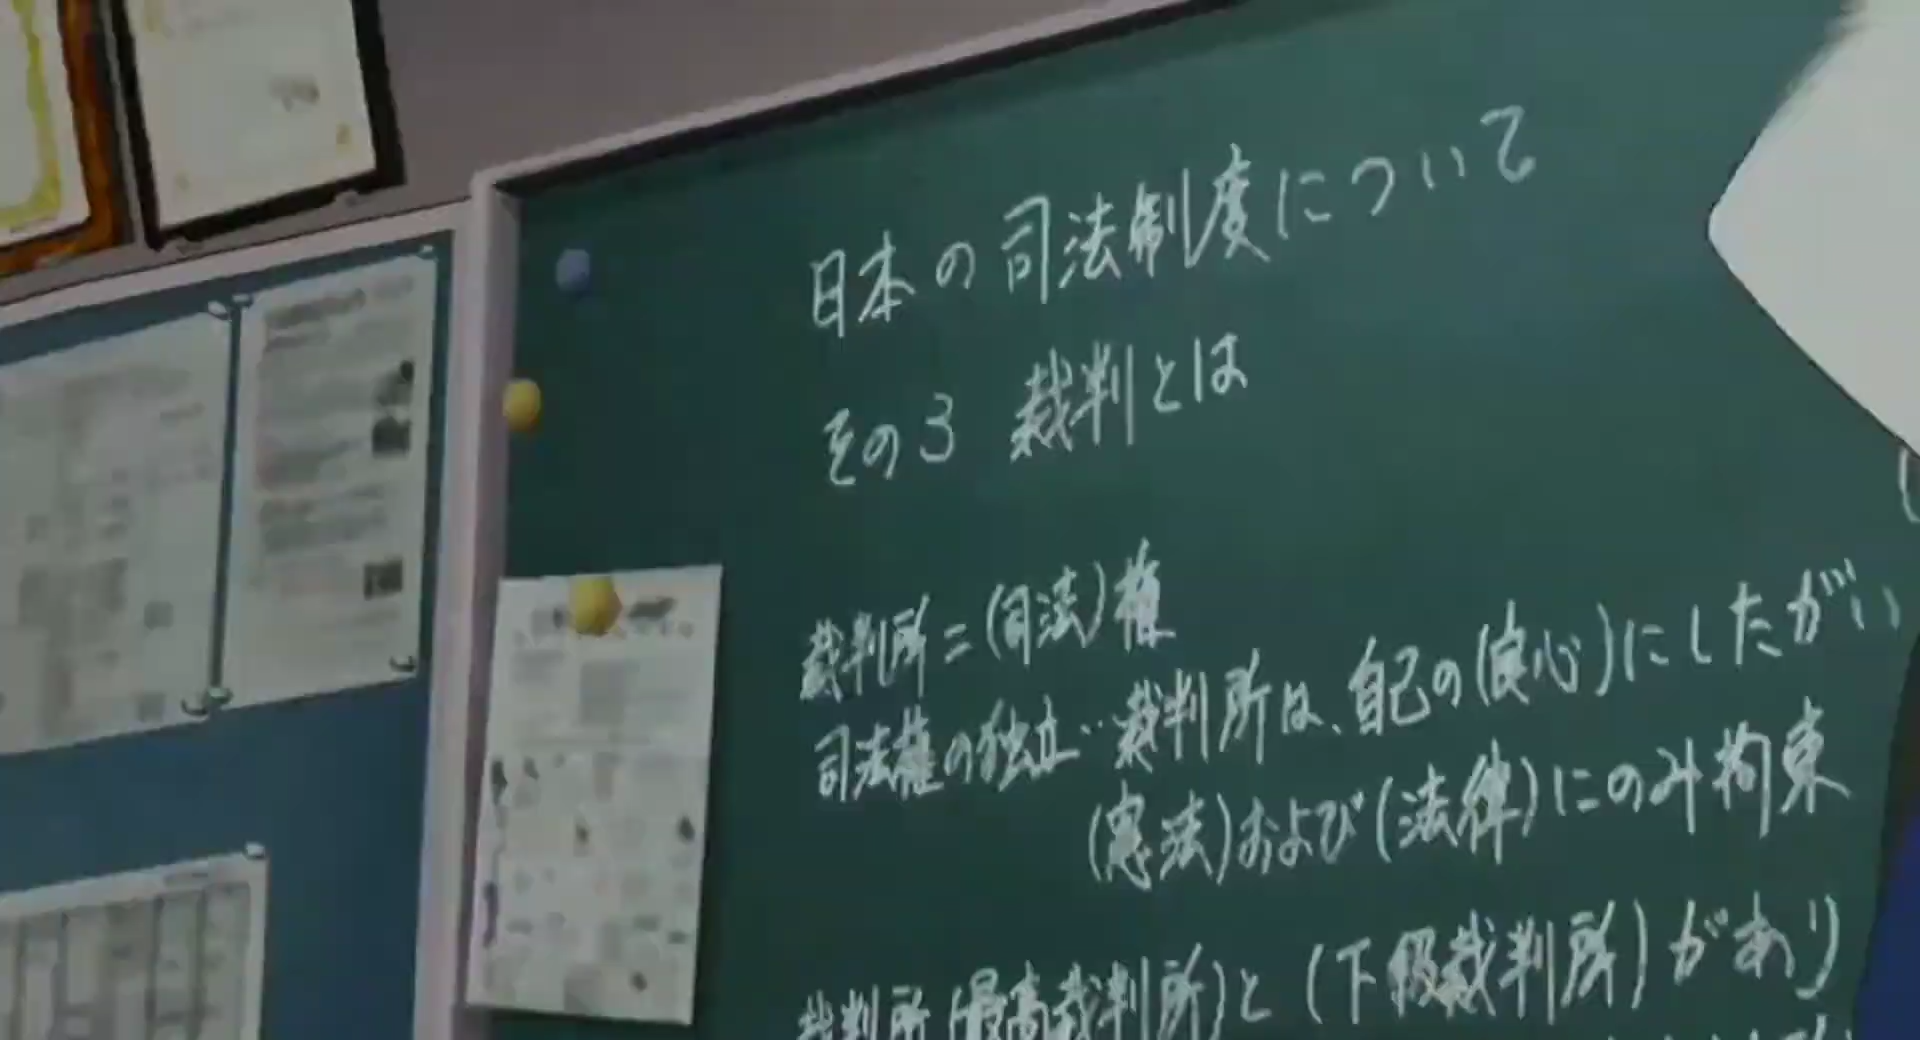 日本の司法制度について
その3 裁判とは
裁判所=(司法)権
司法権の独立…裁判所は、自己の(良心)にしたがい
(憲法)および(法律)にのみ拘束
裁判所(最高裁判所)と(下級裁判所)があり